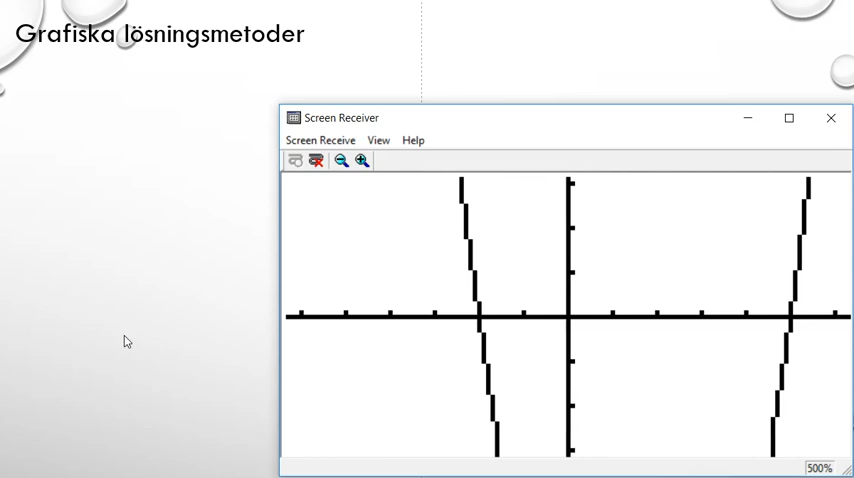 Grafiska lösningsmetoder
Screen Receiver
Screen Receive View Help
500%